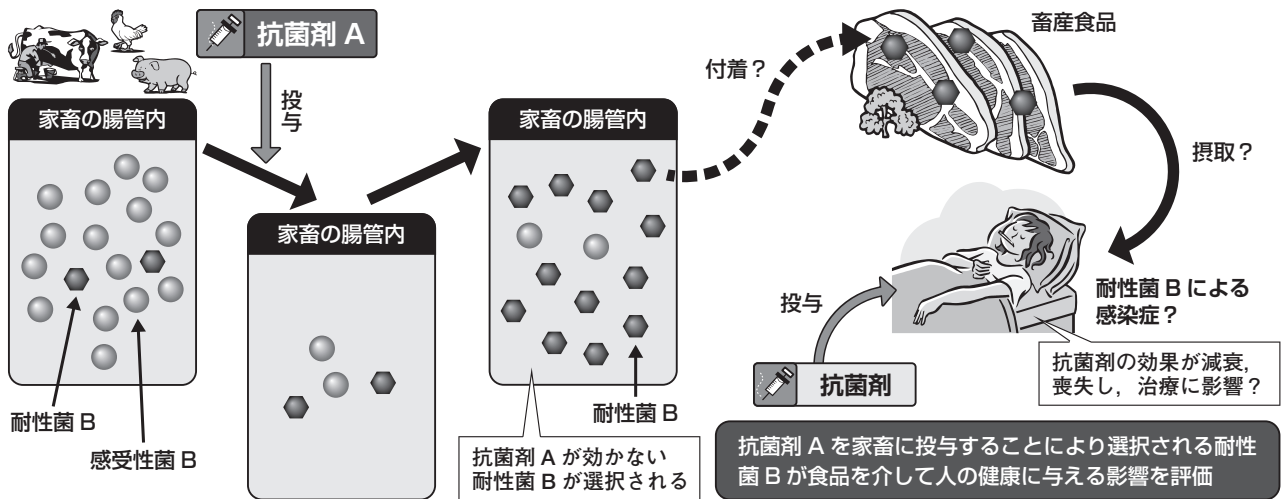 抗菌剤 A
投与
家畜の腸管内
耐性菌 B
感受性菌 B
家畜の腸管内
家畜の腸管内
抗菌剤 A が効かない
耐性菌 B が選択される
耐性菌 B
付着？
畜産食品
摂取？
耐性菌 B による
感染症？
投与
抗菌剤
抗菌剤の効果が減衰，
喪失し，治療に影響？
抗菌剤 A を家畜に投与することにより選択される耐性
菌 B が食品を介して人の健康に与える影響を評価